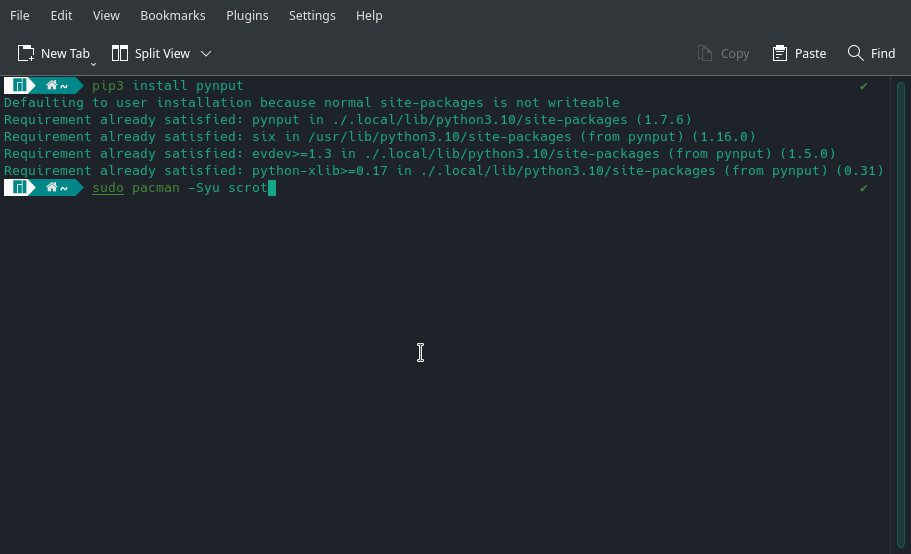 File Edit View Bookmarks Plugins Settings Help
New Tab Split View Copy Paste Find
~ pip3 install pynput ✔
Defaulting to user installation because normal site-packages is not writeable
Requirement already satisfied: pynput in ./.local/lib/python3.10/site-packages (1.7.6)
Requirement already satisfied: six in /usr/lib/python3.10/site-packages (from pynput) (1.16.0)
Requirement already satisfied: evdev>=1.3 in ./.local/lib/python3.10/site-packages (from pynput) (1.5.0)
Requirement already satisfied: python-xlib>=0.17 in ./.local/lib/python3.10/site-packages (from pynput) (0.31)
~ sudo pacman -Syu scrot ✔